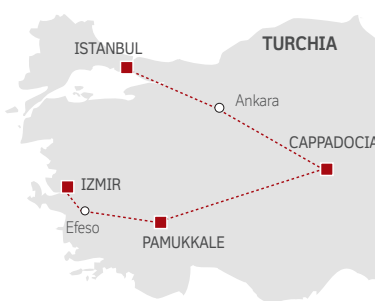 ISTANBUL
TURCHIA
Ankara
CAPPADOCIA
IZMIR
Efeso
PAMUKKALE